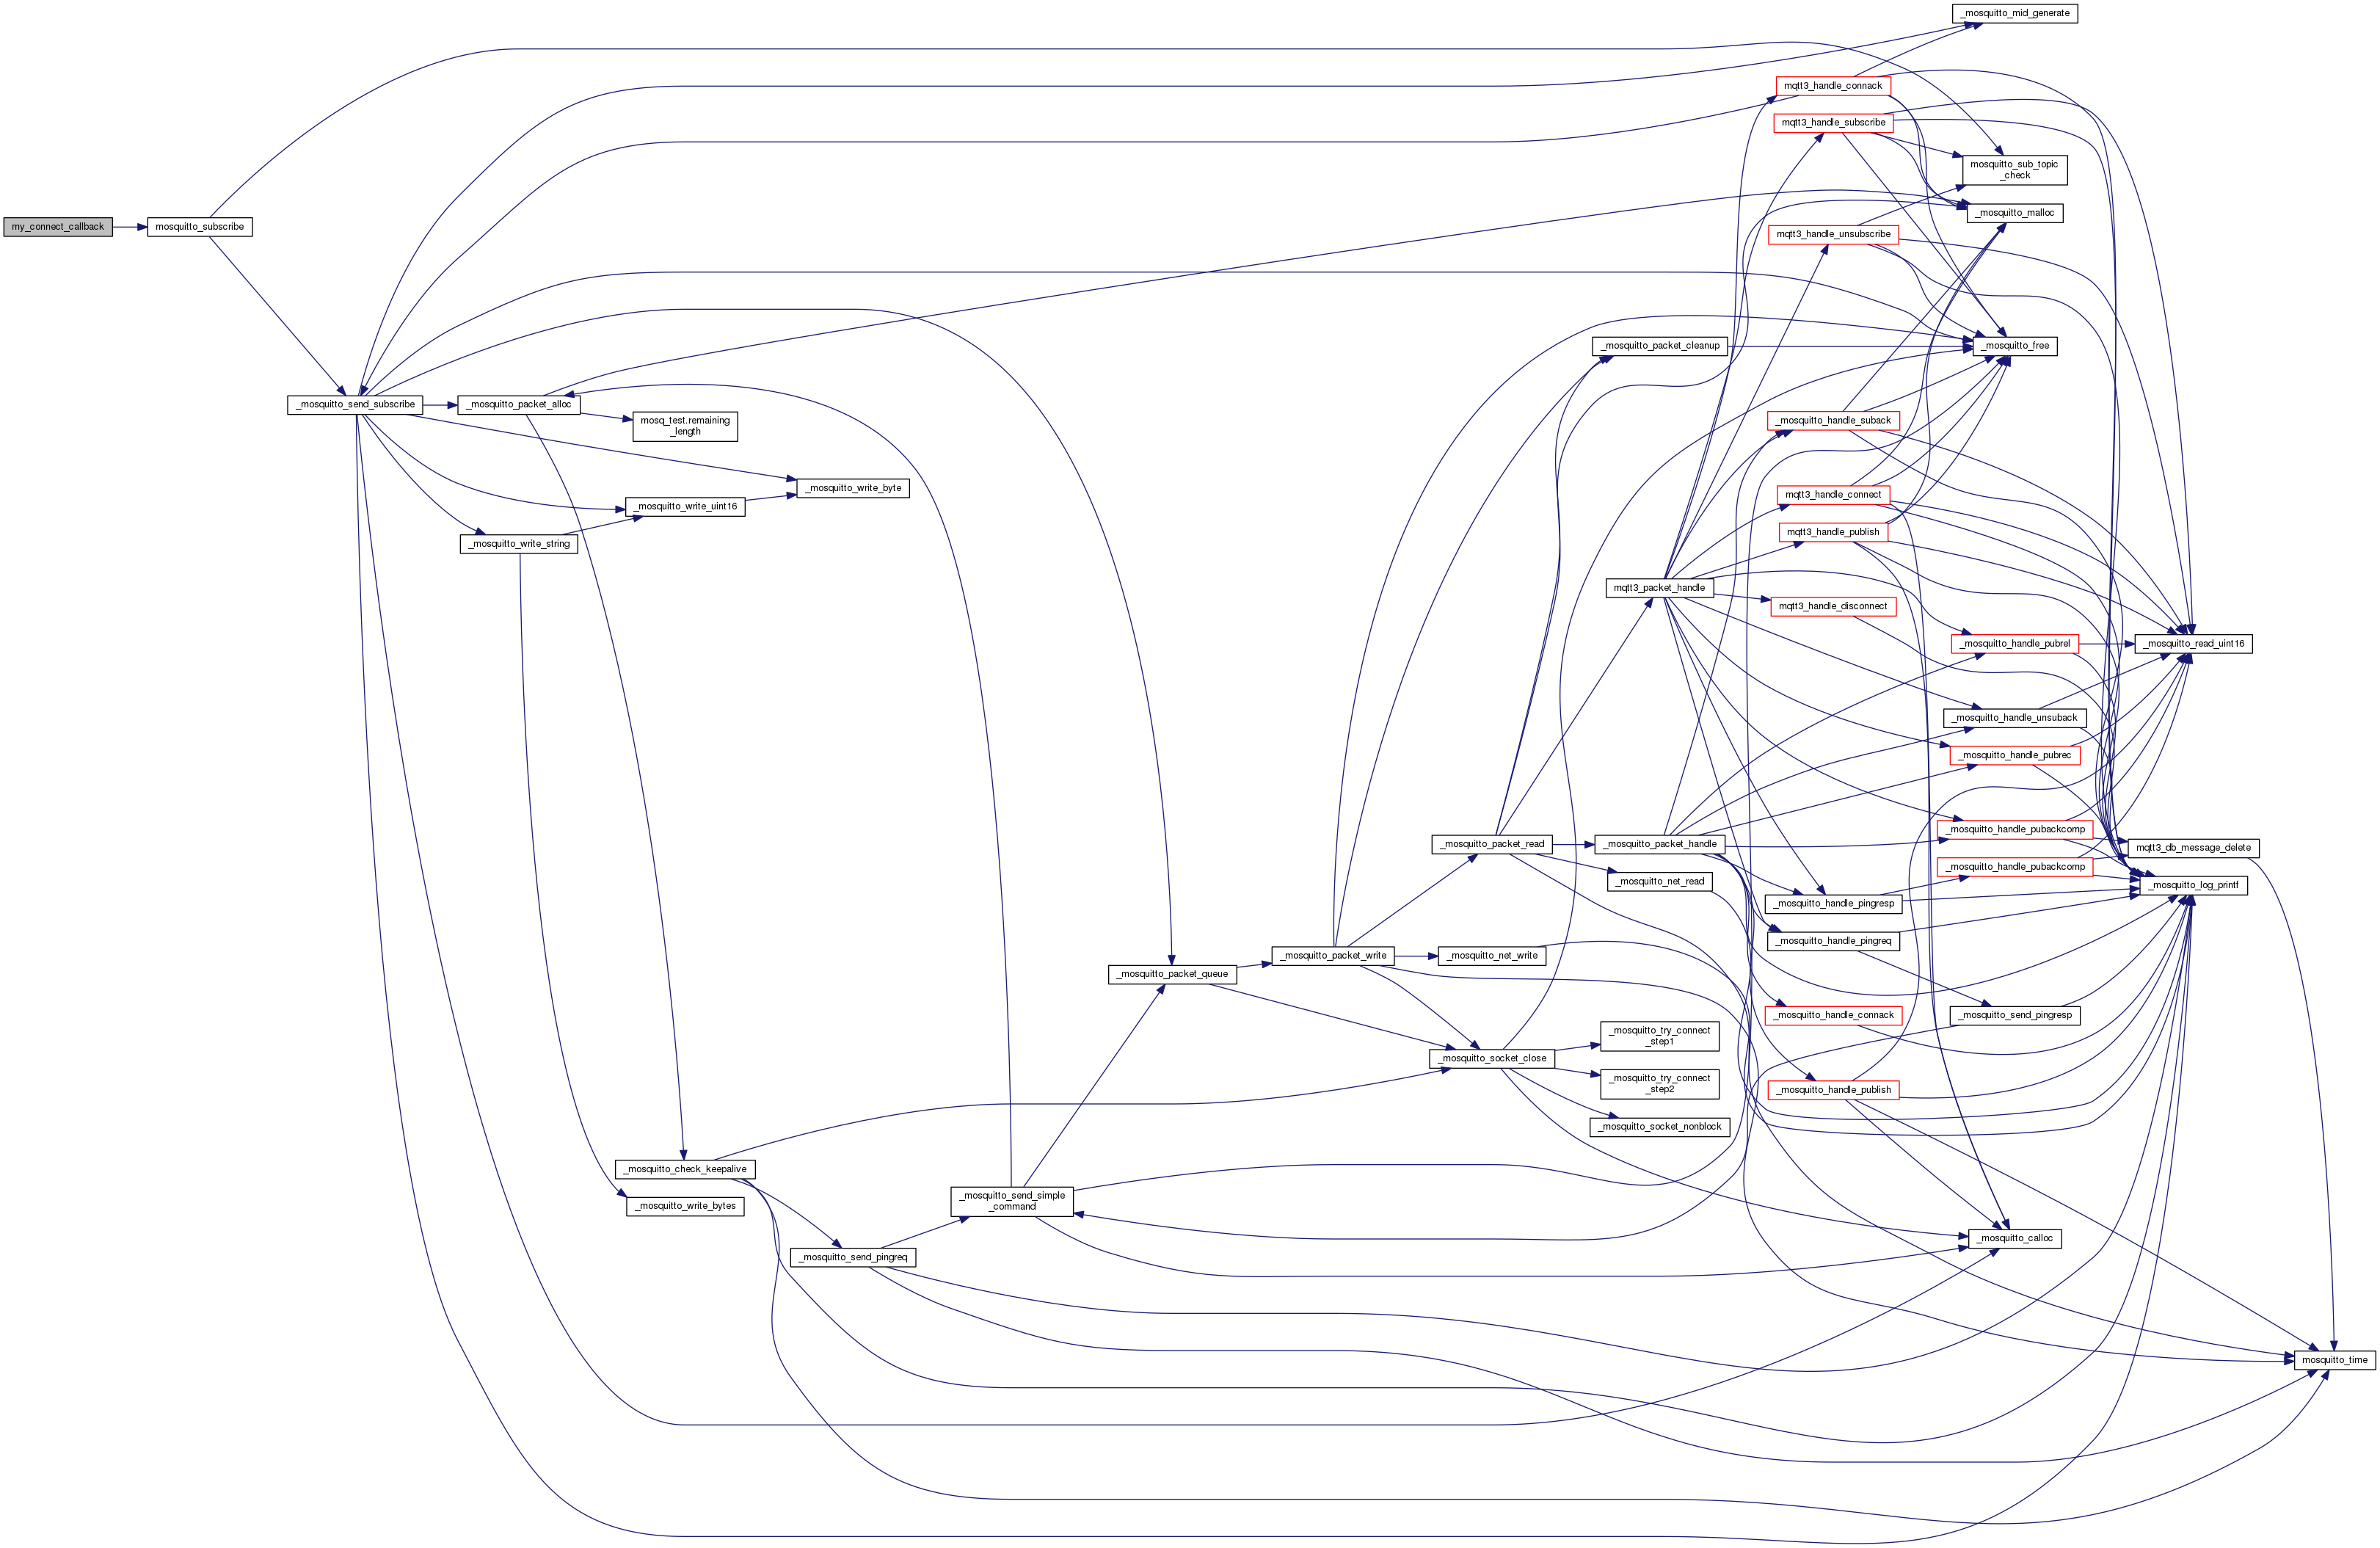 my_connect_callback
mosquitto_subscribe
_mosquitto_send_subscribe
_mosquitto_packet_alloc
_mosquitto_write_string
mosq_test.remaining
_length
_mosquitto_write_uint16
_mosquitto_check_keepalive
_mosquitto_write_bytes
_mosquitto_write_byte
_mosquitto_send_pingreq
_mosquitto_send_simple
_command
_mosquitto_packet_queue
_mosquitto_packet_write
_mosquitto_packet_read
_mosquitto_net_write
_mosquitto_socket_close
_mosquitto_packet_cleanup
mqtt3_packet_handle
_mosquitto_packet_handle
_mosquitto_net_read
_mosquitto_try_connect
_step1
_mosquitto_try_connect
_step2
_mosquitto_socket_nonblock
mqtt3_handle_connack
mqtt3_handle_subscribe
mqtt3_handle_unsubscribe
_mosquitto_handle_suback
mqtt3_handle_connect
mqtt3_handle_publish
mqtt3_handle_disconnect
_mosquitto_handle_pingresp
_mosquitto_handle_pingreq
_mosquitto_handle_connack
_mosquitto_handle_publish
_mosquitto_mid_generate
mosquitto_sub_topic
_check
_mosquitto_malloc
_mosquitto_free
_mosquitto_handle_pubrel
_mosquitto_handle_unsuback
_mosquitto_handle_pubrec
_mosquitto_handle_pubackcomp
_mosquitto_handle_pubackcomp
_mosquitto_send_pingresp
_mosquitto_calloc
_mosquitto_read_uint16
mqtt3_db_message_delete
_mosquitto_log_printf
mosquitto_time